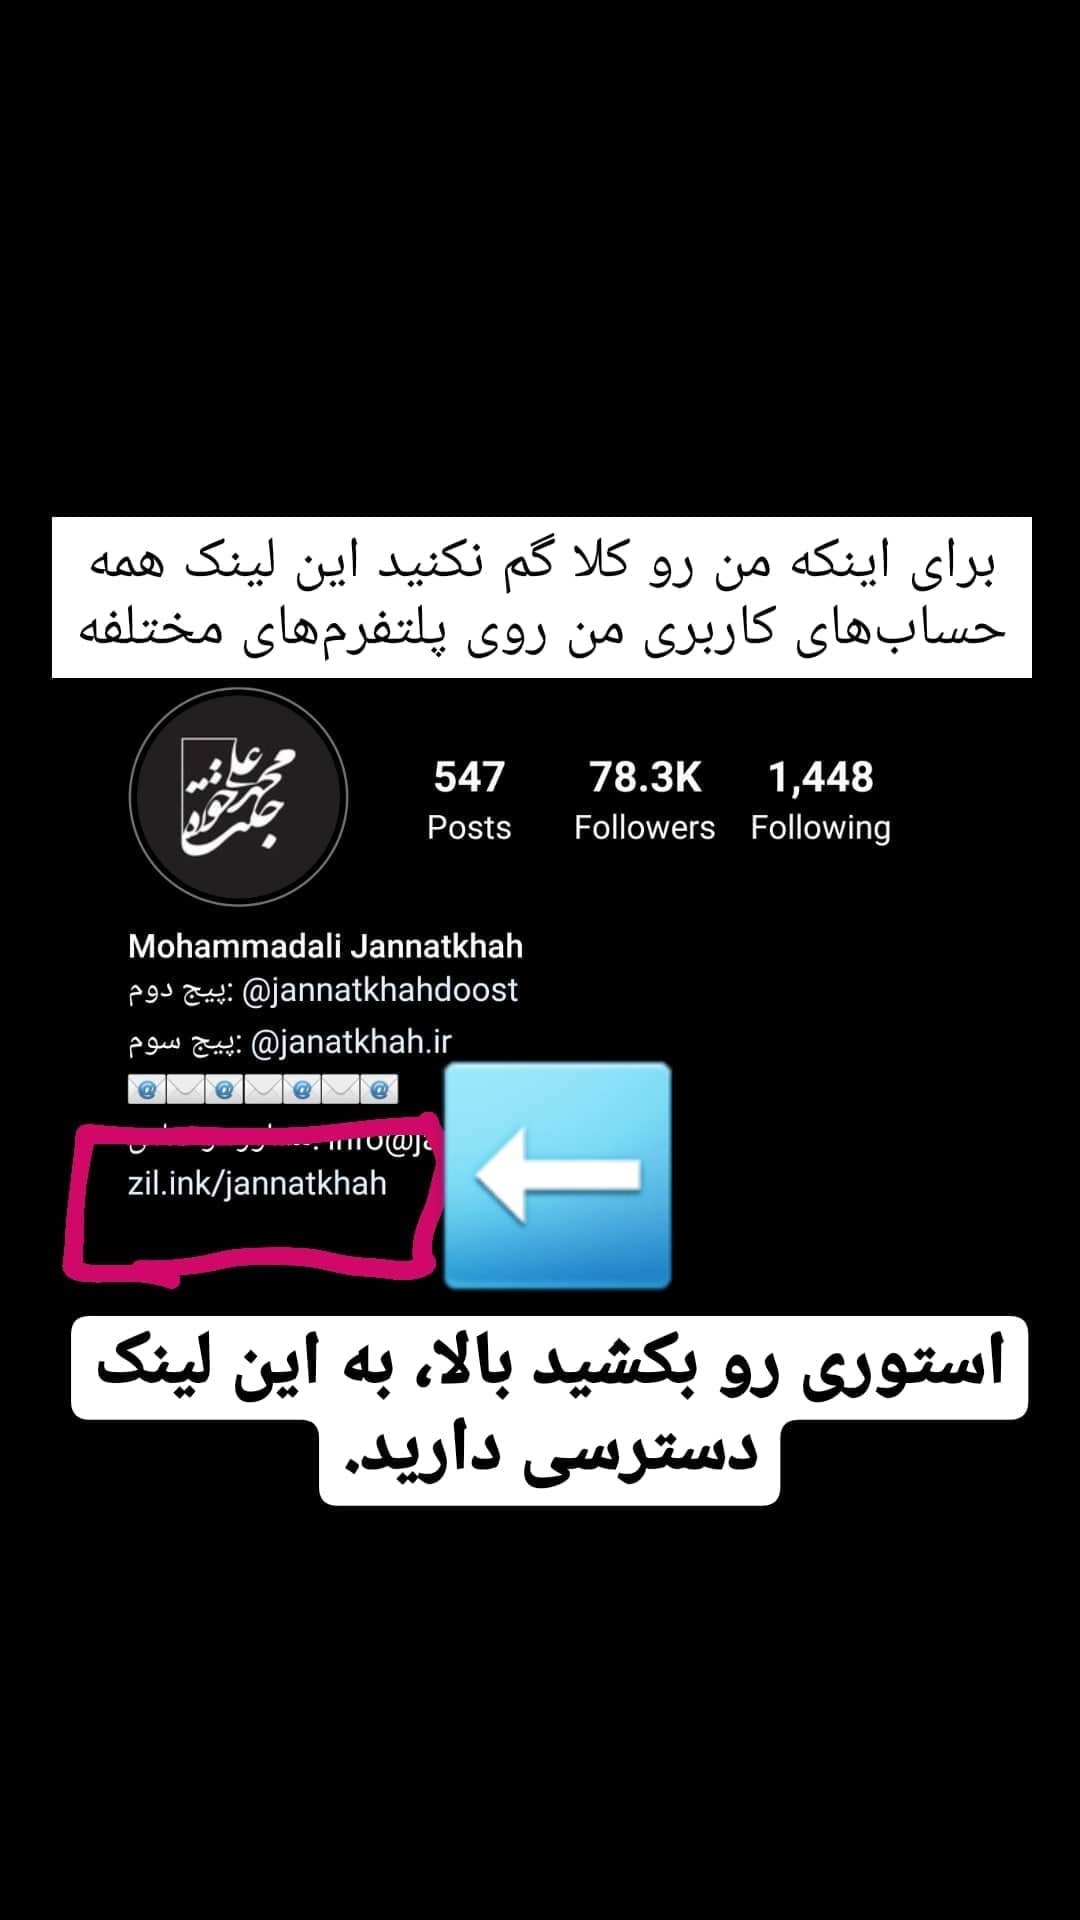 برای اینکه من رو کلا گم نکنید این لینک همه
حساب‌های کاربری من روی پلتفرم‌های مختلفه
محمد علی
جنت خواه
547 78.3K 1,448
Posts Followers Following
Mohammadali Jannatkhah
پیج دوم: @jannatkhahdoost
پیج سوم: @janatkhah.ir
info@ja
zil.ink/jannatkhah
استوری رو بکشید بالا، به این لینک
دسترسی دارید.